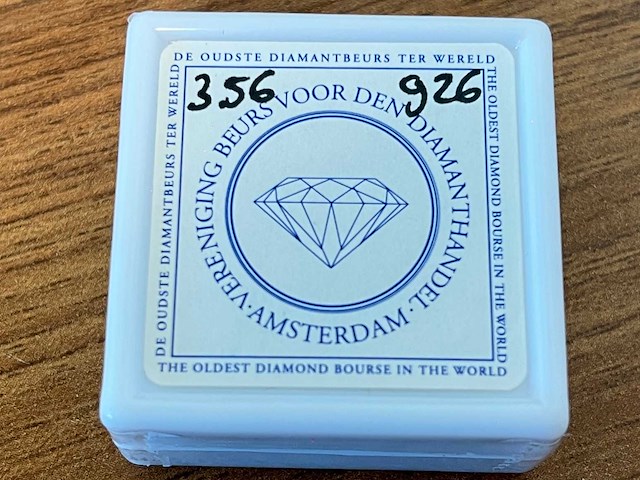 DE OUDSTE DIAMANTBEURS TER WERELD
356 926
VERENIGING BEURS VOOR DEN DIAMANTHANDEL
·AMSTERDAM·
DE OUDSTE DIAMANTBEURS TER WERELD
THE OLDEST DIAMOND BOURSE IN THE WORLD
THE OLDEST DIAMOND BOURSE IN THE WORLD